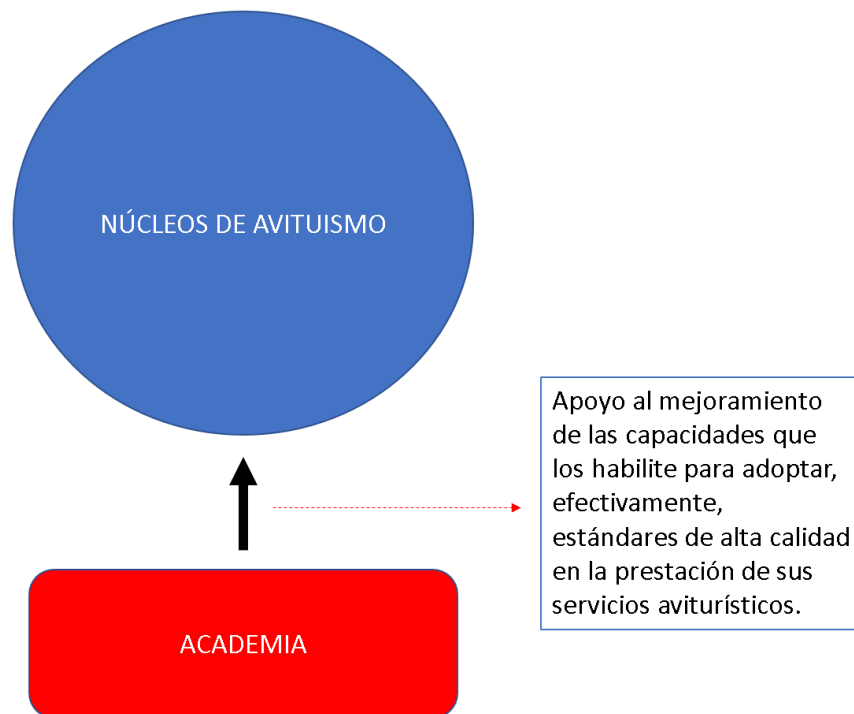 NÚCLEOS DE AVITUISMO
Apoyo al mejoramiento
de las capacidades que
los habilite para adoptar,
efectivamente,
estándares de alta calidad
en la prestación de sus
servicios aviturísticos.
ACADEMIA